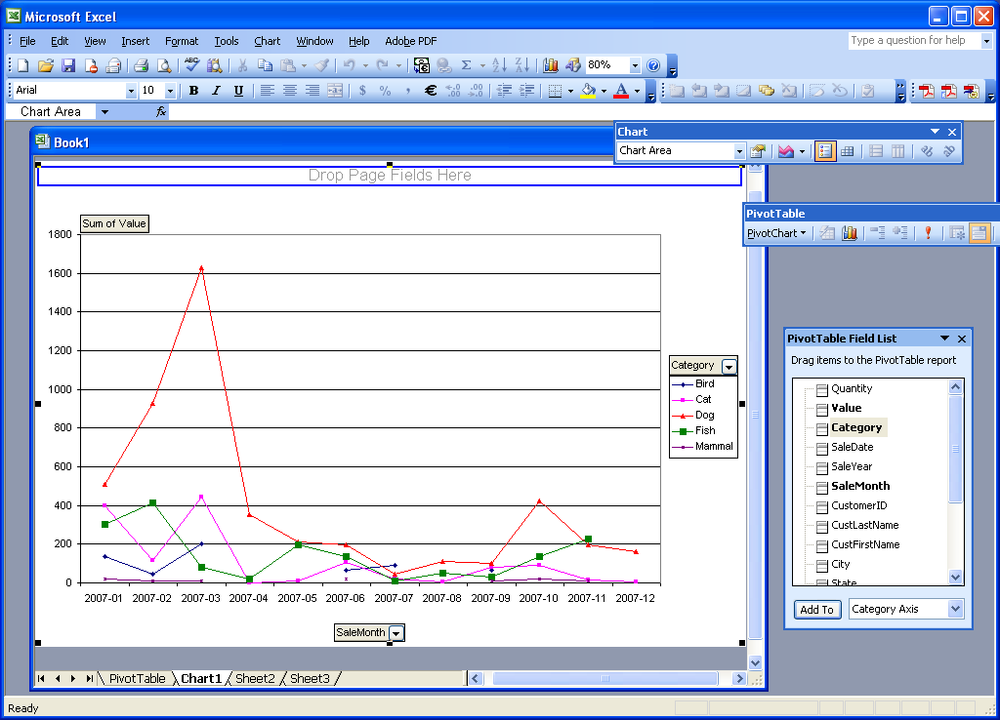 Microsoft Excel
File Edit View Insert Format Tools Chart Window Help Adobe PDF Type a question for help
ABC Σ A Z Z A 80% ?
Arial 10 B I U $ % , € A
Chart Area fx
Book1
Chart
Chart Area
Drop Page Fields Here
PivotTable
PivotChart
Sum of Value
1800
1600
1400
1200
1000
800
600
400
200
0
2007-01 2007-02 2007-03 2007-04 2007-05 2007-06 2007-07 2007-08 2007-09 2007-10 2007-11 2007-12
SaleMonth
Category
Bird
Cat
Dog
Fish
Mammal
PivotTable Field List
Drag items to the PivotTable report
Quantity
Value
Category
SaleDate
SaleYear
SaleMonth
CustomerID
CustLastName
CustFirstName
City
State
Add To Category Axis
PivotTable Chart1 Sheet2 Sheet3
Ready